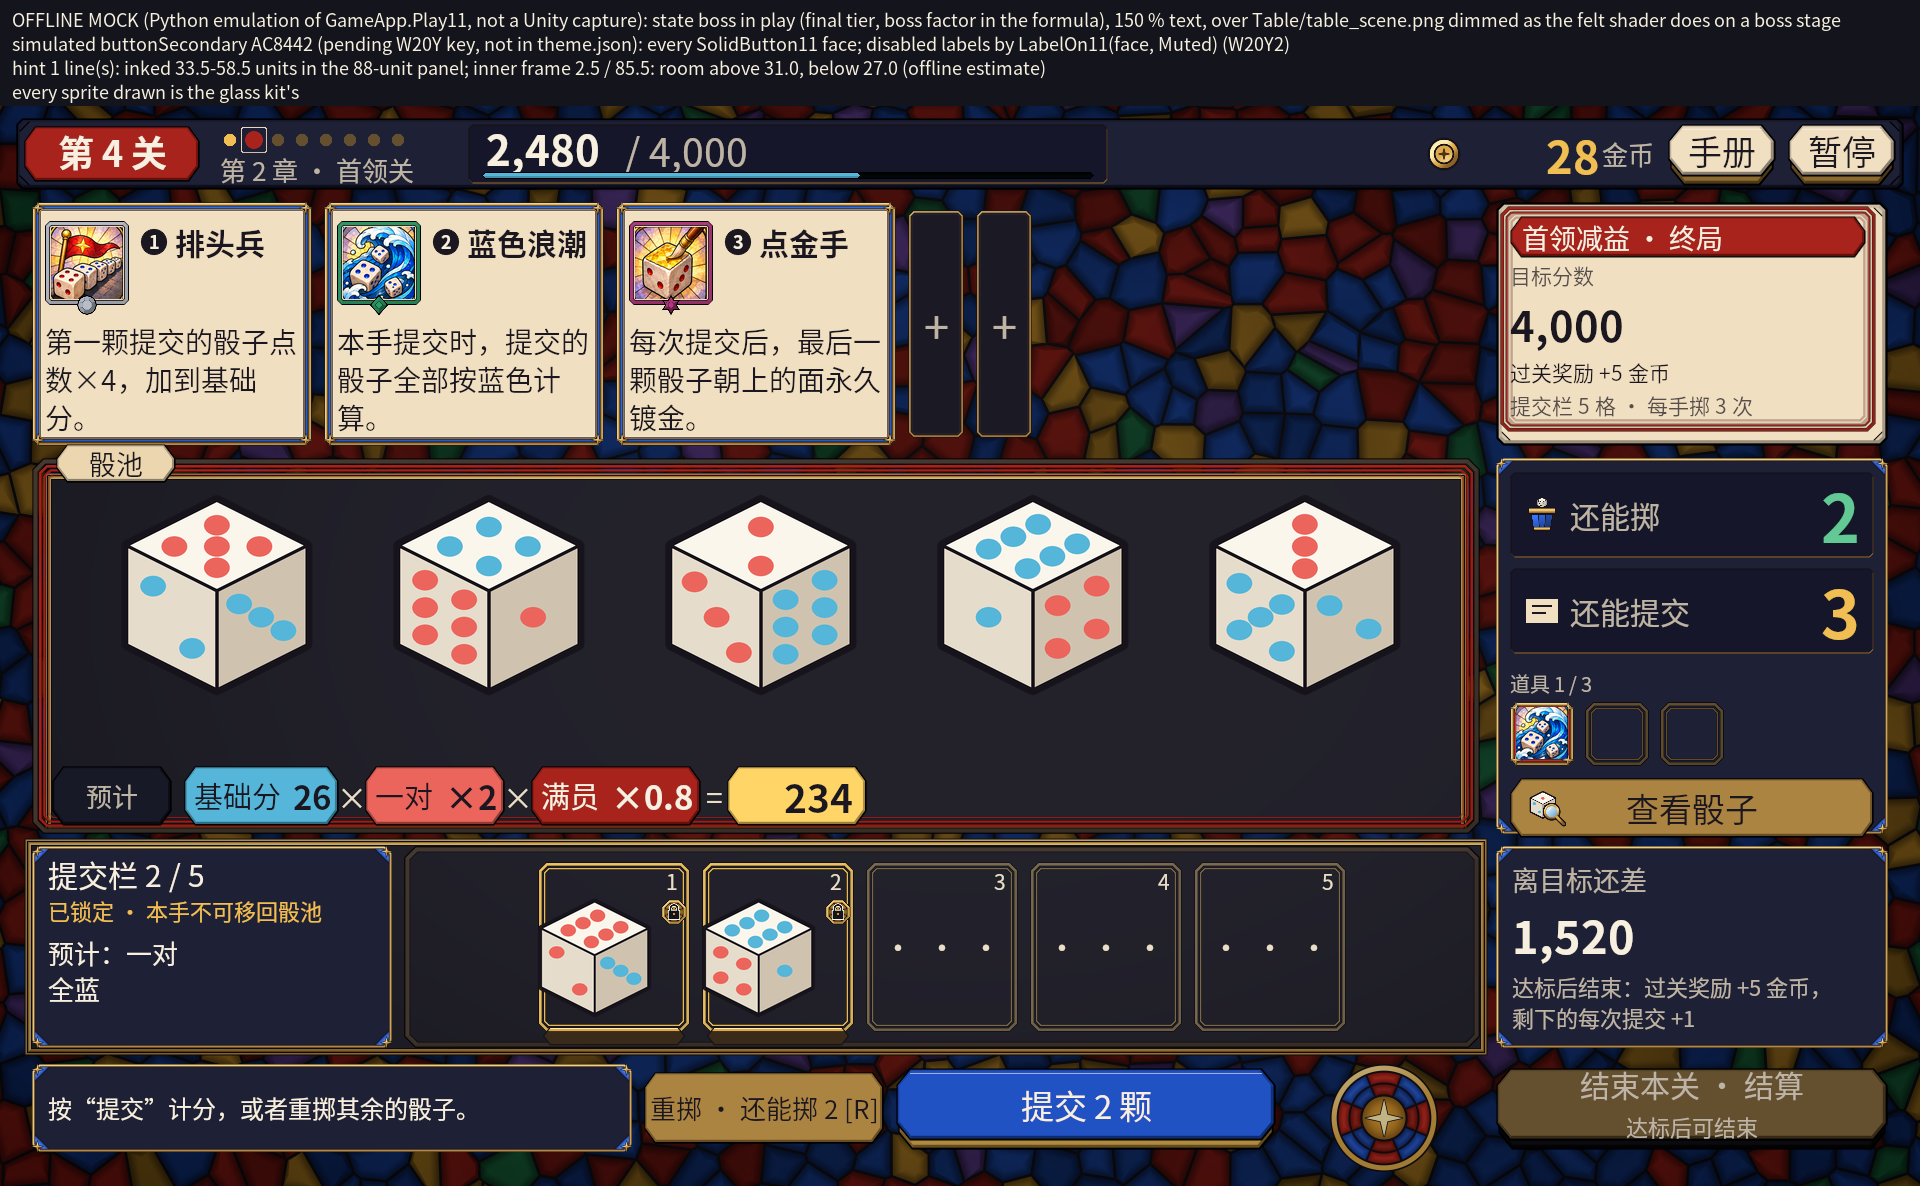 OFFLINE MOCK (Python emulation of GameApp.Play11, not a Unity capture): state boss in play (final tier, boss factor in the formula), 150 % text, over Table/table_scene.png dimmed as the felt shader does on a boss stage
simulated buttonSecondary AC8442 (pending W20Y key, not in theme.json): every SolidButton11 face; disabled labels by LabelOn11(face, Muted) (W20Y2)
hint 1 line(s): inked 33.5-58.5 units in the 88-unit panel; inner frame 2.5 / 85.5: room above 31.0, below 27.0 (offline estimate)
every sprite drawn is the glass kit's
第 4 关
第 2 章 · 首领关
2,480 / 4,000
28 金币
手册
暂停
1 排头兵
第一颗提交的骰子点
数×4，加到基础
分。
2 蓝色浪潮
本手提交时，提交的
骰子全部按蓝色计
算。
3 点金手
每次提交后，最后一
颗骰子朝上的面永久
镀金。
+
+
首领减益 · 终局
目标分数
4,000
过关奖励 +5 金币
提交栏 5 格 · 每手掷 3 次
骰池
还能掷 2
还能提交 3
道具 1 / 3
查看骰子
预计 基础分 26 × 一对 ×2 × 满员 ×0.8 = 234
提交栏 2 / 5
已锁定 · 本手不可移回骰池
预计：一对
全蓝
1
2
3
4
5
离目标还差
1,520
达标后结束：过关奖励 +5 金币，
剩下的每次提交 +1
按“提交”计分，或者重掷其余的骰子。
重掷 · 还能掷 2 [R]
提交 2 颗
结束本关 · 结算
达标后可结束